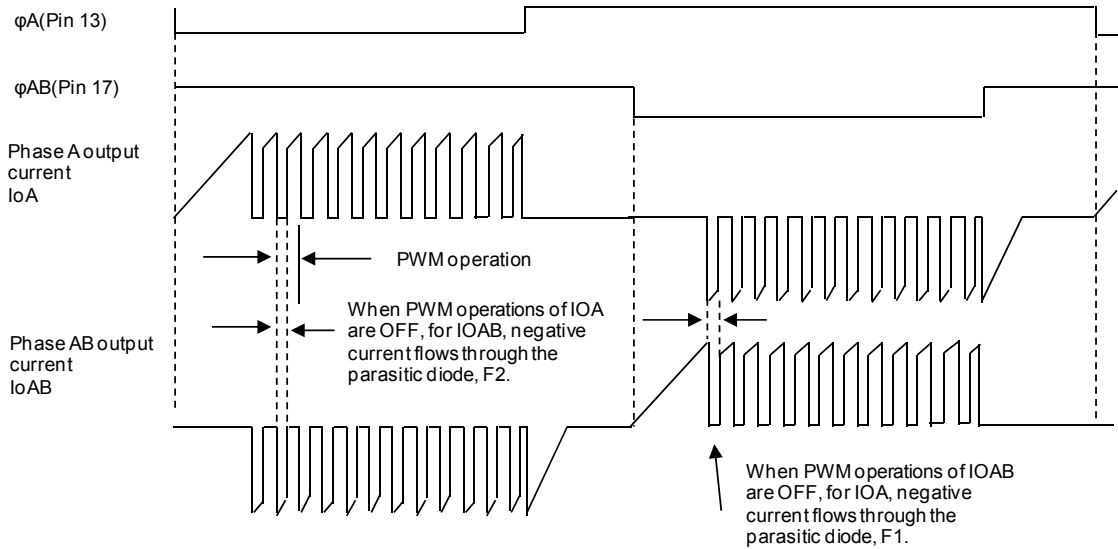 φA(Pin 13)
φAB(Pin 17)
Phase A output
current
IoA
PWM operation
When PWM operations of IOA
are OFF, for IOAB, negative
current flows through the
parasitic diode, F2.
Phase AB output
current
IoAB
When PWM operations of IOAB
are OFF, for IOA, negative
current flows through the
parasitic diode, F1.